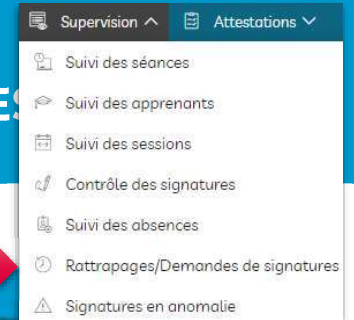 Supervision Attestations
Suivi des séances
ES
Suivi des apprenants
Suivi des sessions
Contrôle des signatures
Suivi des absences
Rattrapages/Demandes de signatures
Signatures en anomalie